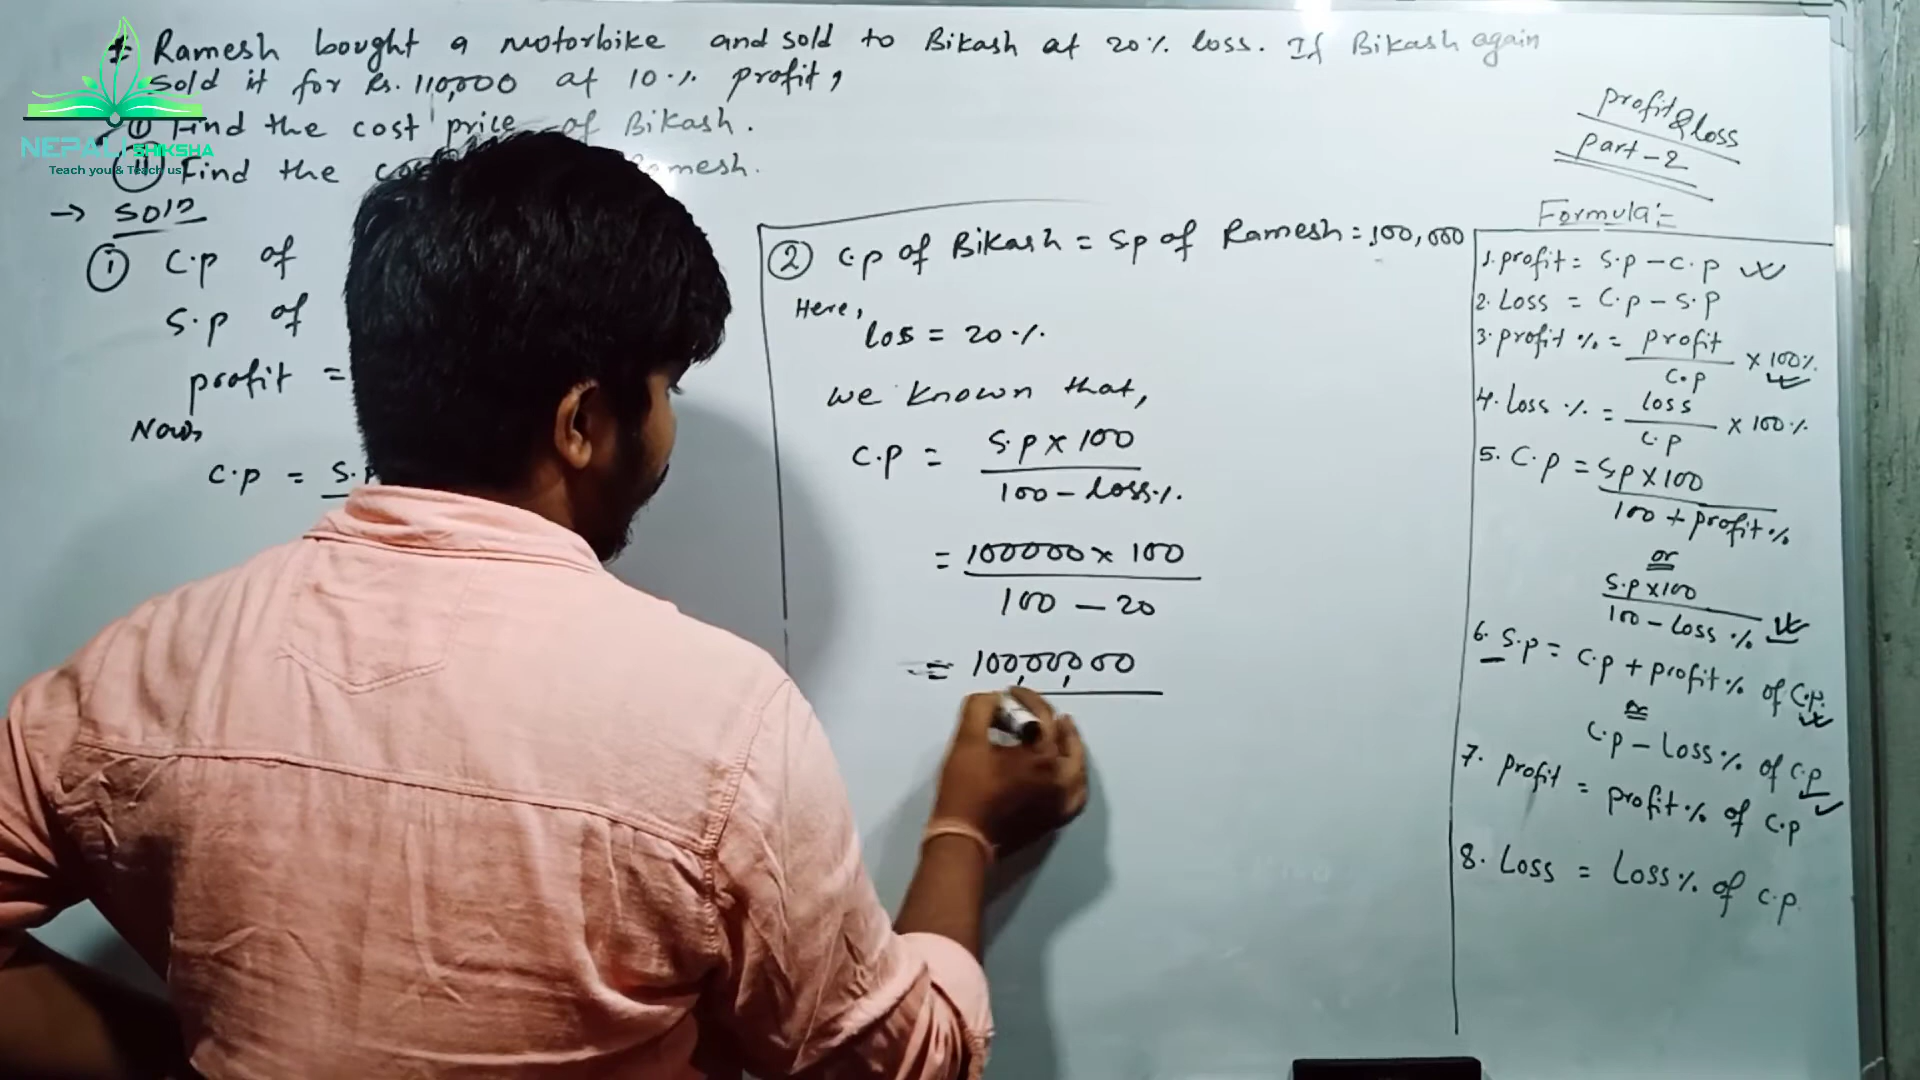 * Ramesh bought a motorbike and sold to Bikash at 20% loss. If Bikash again
sold it for Rs. 110,000 at 10% profit,
(i) Find the cost price of Bikash.
(ii) Find the
NEPALI SHIKSHA
Teach you & Teach us
→ Sol
① C.p of
S.p of
profit =
Now,
C.p = S.p
② C.p of Bikash = S.p of Ramesh = 100,000
Here,
los = 20%
we known that,
C.p = S.p x 100
100 - Loss%
= 100000 x 100
100 - 20
= 10000000
profit & loss
Part-2
Formula:-
1. profit = S.p - C.p
2. Loss = C.p - S.p
3. profit % = profit x 100%
C.p
4. Loss % = loss x 100%
C.p
5. C.p = S.p x 100
100 + profit%
or
S.p x 100
100 - Loss %
6. S.p = C.p + profit% of C.p.
or
C.p - Loss% of C.p
7. profit = profit% of C.p
8. Loss = Loss% of C.p.